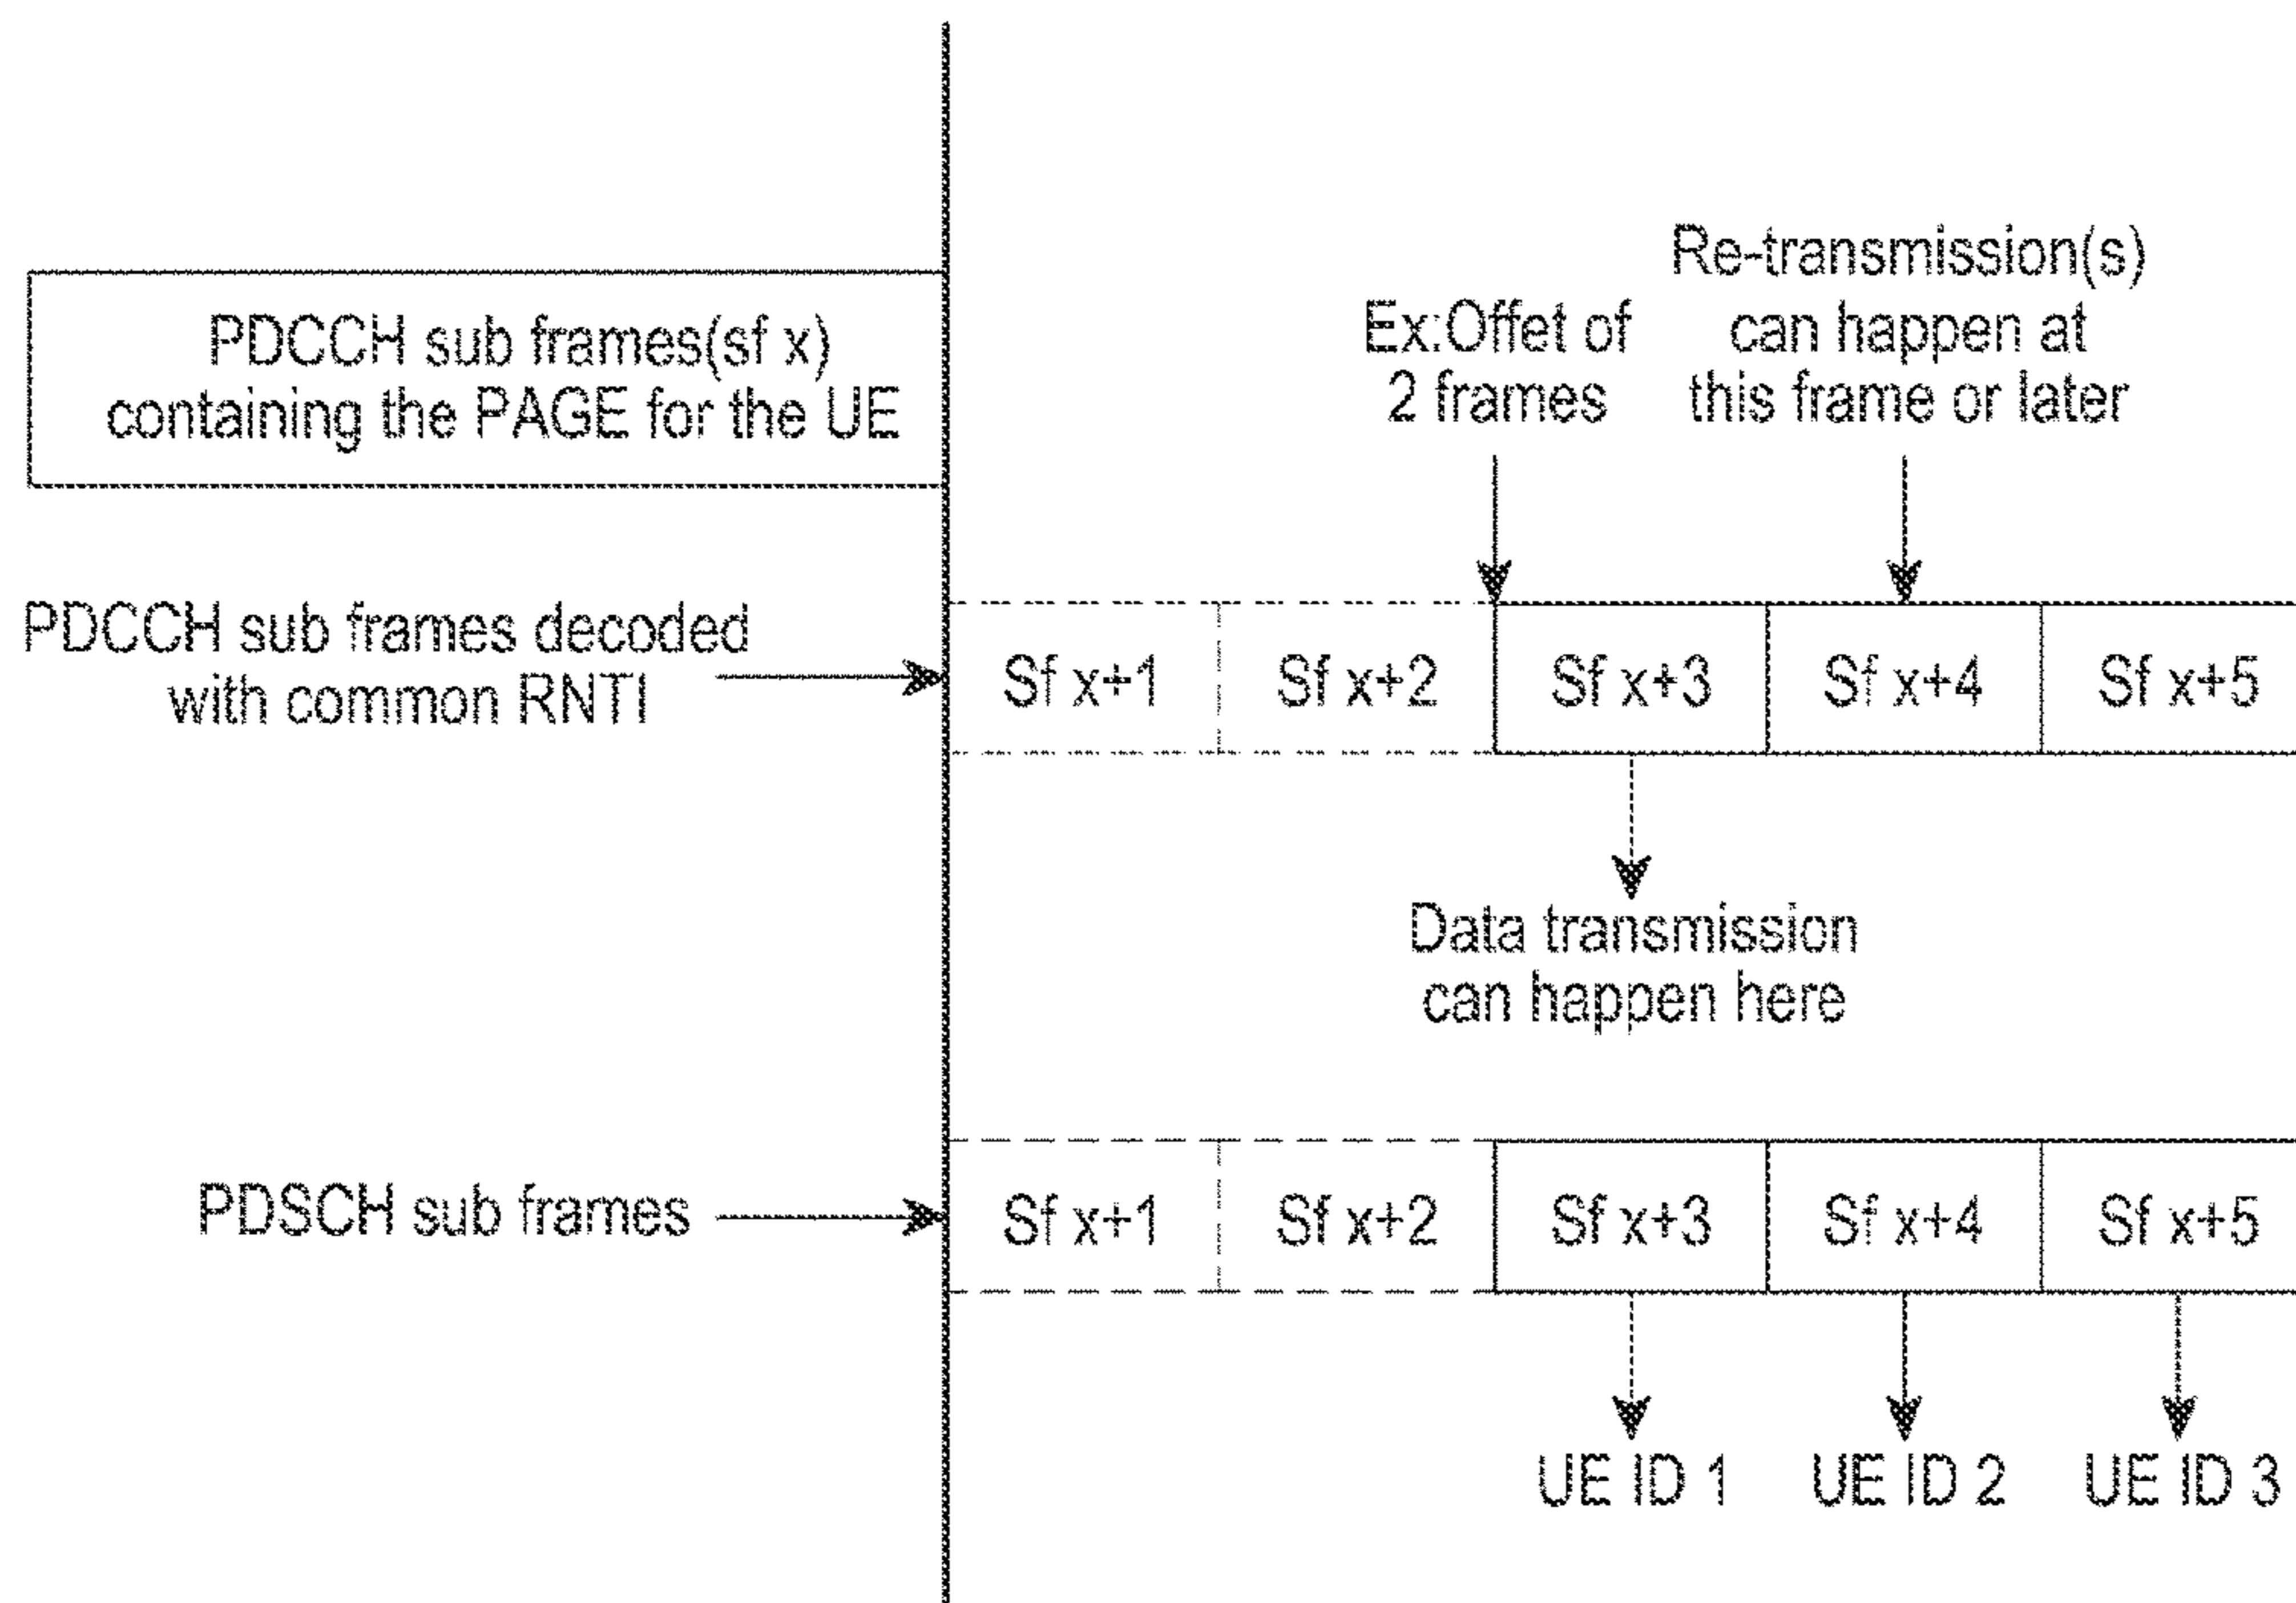 PDCCH sub frames(sf x)
containing the PAGE for the UE
Ex:Offet of
2 frames
Re-transmission(s)
can happen at
this frame or later
PDCCH sub frames decoded
with common RNTI
Sf x+1
Sf x+2
Sf x+3
Sf x+4
Sf x+5
Data transmission
can happen here
PDSCH sub frames
Sf x+1
Sf x+2
Sf x+3
Sf x+4
Sf x+5
UE ID 1
UE ID 2
UE ID 3